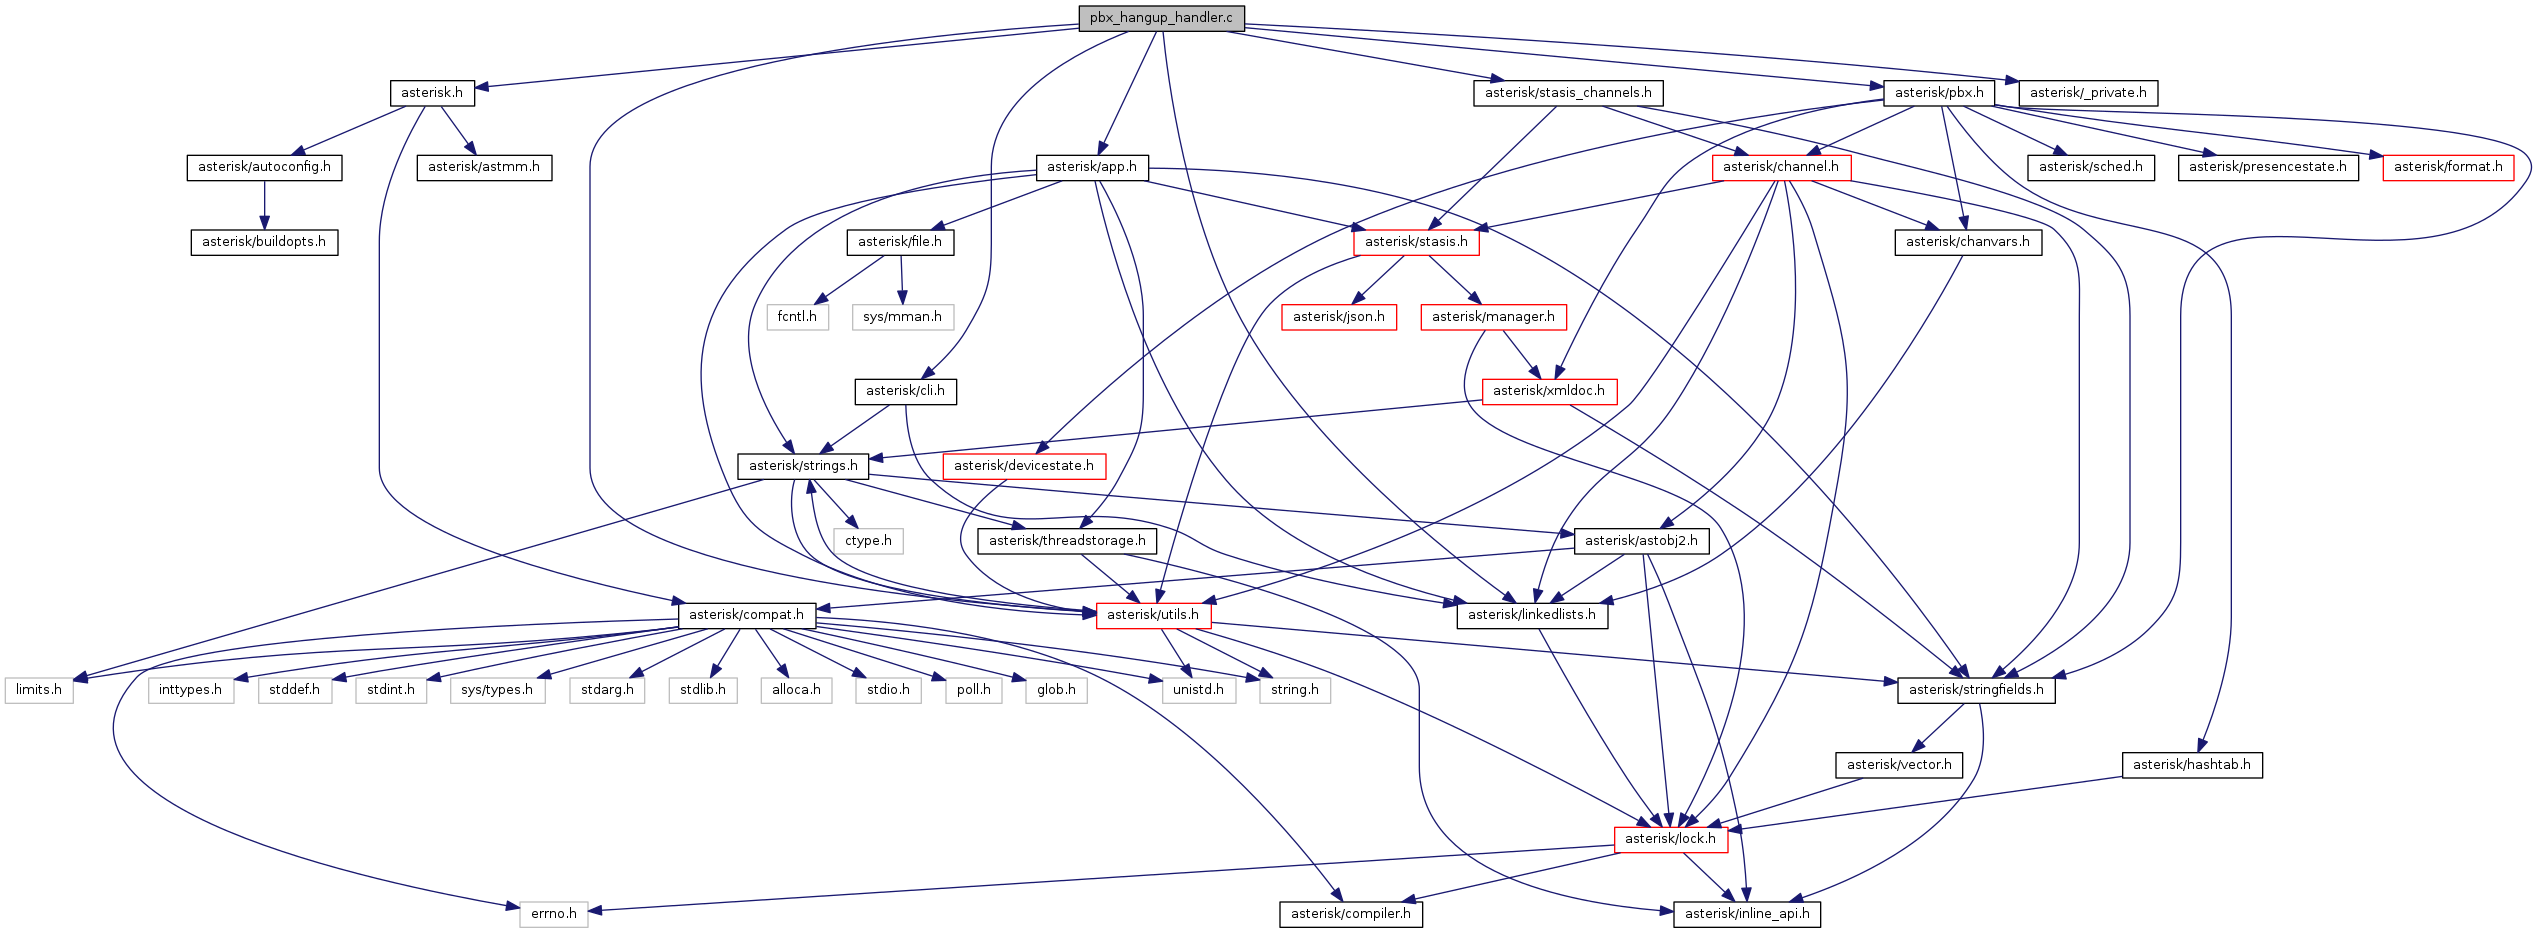 pbx_hangup_handler.c
asterisk.h
asterisk/stasis_channels.h
asterisk/pbx.h
asterisk/_private.h
asterisk/autoconfig.h
asterisk/astmm.h
asterisk/app.h
asterisk/channel.h
asterisk/sched.h
asterisk/presencestate.h
asterisk/format.h
asterisk/buildopts.h
asterisk/file.h
asterisk/stasis.h
asterisk/chanvars.h
fcntl.h
sys/mman.h
asterisk/json.h
asterisk/manager.h
asterisk/cli.h
asterisk/xmldoc.h
asterisk/strings.h
asterisk/devicestate.h
ctype.h
asterisk/threadstorage.h
asterisk/astobj2.h
asterisk/compat.h
asterisk/utils.h
asterisk/linkedlists.h
limits.h
inttypes.h
stddef.h
stdint.h
sys/types.h
stdarg.h
stdlib.h
alloca.h
stdio.h
poll.h
glob.h
unistd.h
string.h
asterisk/stringfields.h
asterisk/vector.h
asterisk/hashtab.h
asterisk/lock.h
errno.h
asterisk/compiler.h
asterisk/inline_api.h